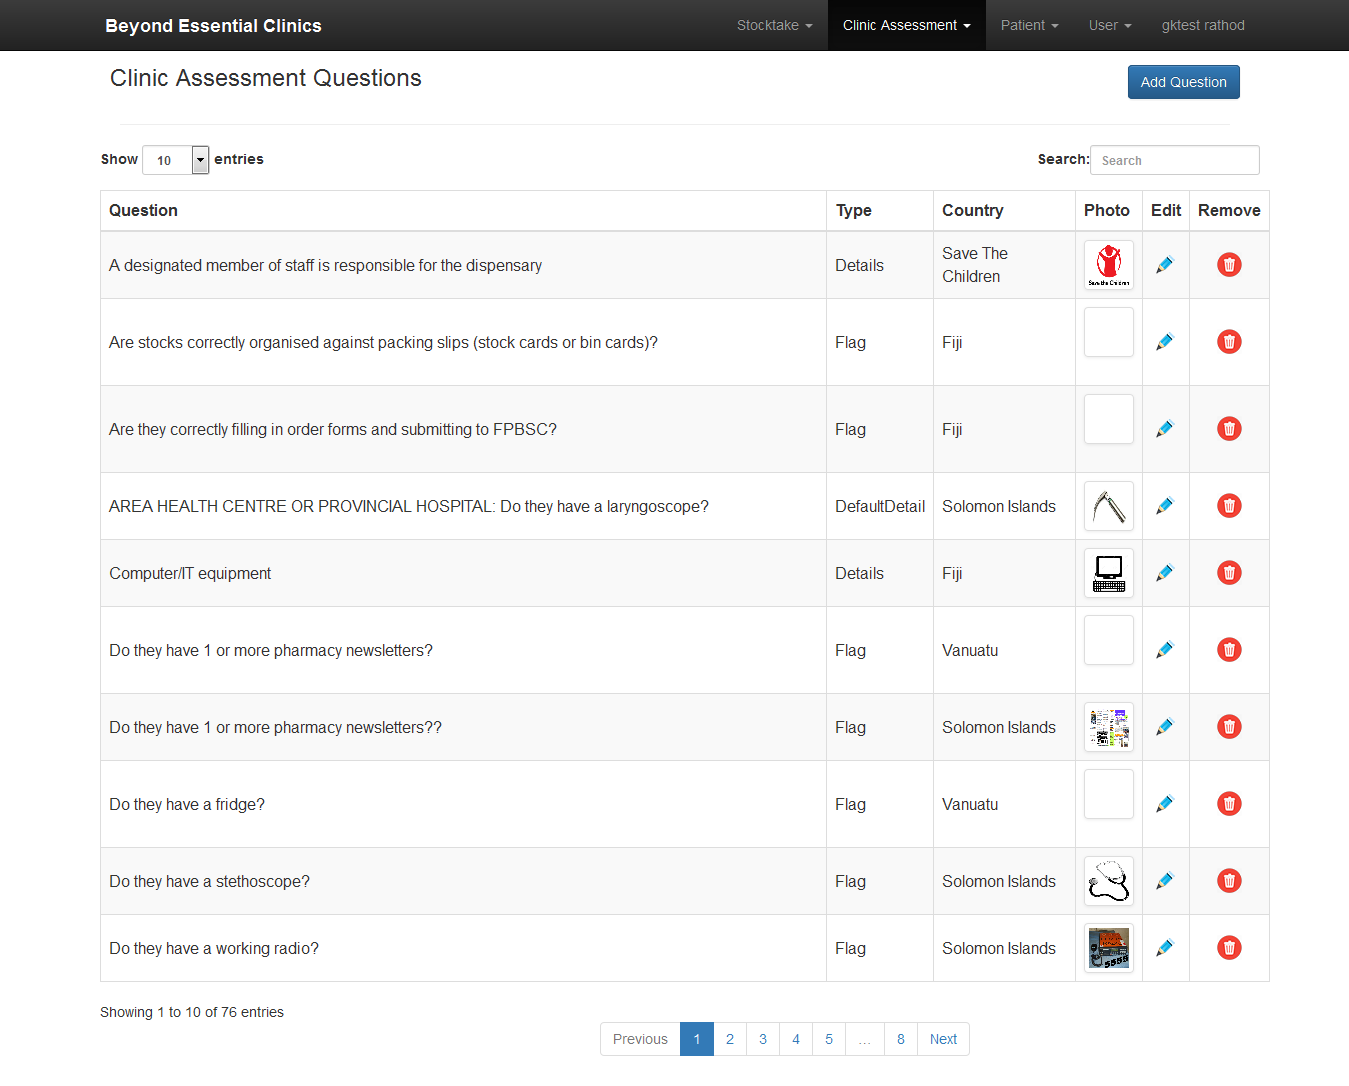 Beyond Essential Clinics Stocktake Clinic Assessment Patient User gktest rathod
Clinic Assessment Questions Add Question
Show 10 entries Search: Search
Question Type Country Photo Edit Remove
A designated member of staff is responsible for the dispensary Details Save The Children Save the Children
Are stocks correctly organised against packing slips (stock cards or bin cards)? Flag Fiji
Are they correctly filling in order forms and submitting to FPBSC? Flag Fiji
AREA HEALTH CENTRE OR PROVINCIAL HOSPITAL: Do they have a laryngoscope? DefaultDetail Solomon Islands
Computer/IT equipment Details Fiji
Do they have 1 or more pharmacy newsletters? Flag Vanuatu
Do they have 1 or more pharmacy newsletters?? Flag Solomon Islands
Do they have a fridge? Flag Vanuatu
Do they have a stethoscope? Flag Solomon Islands
Do they have a working radio? Flag Solomon Islands
5555
Showing 1 to 10 of 76 entries
Previous 1 2 3 4 5 … 8 Next